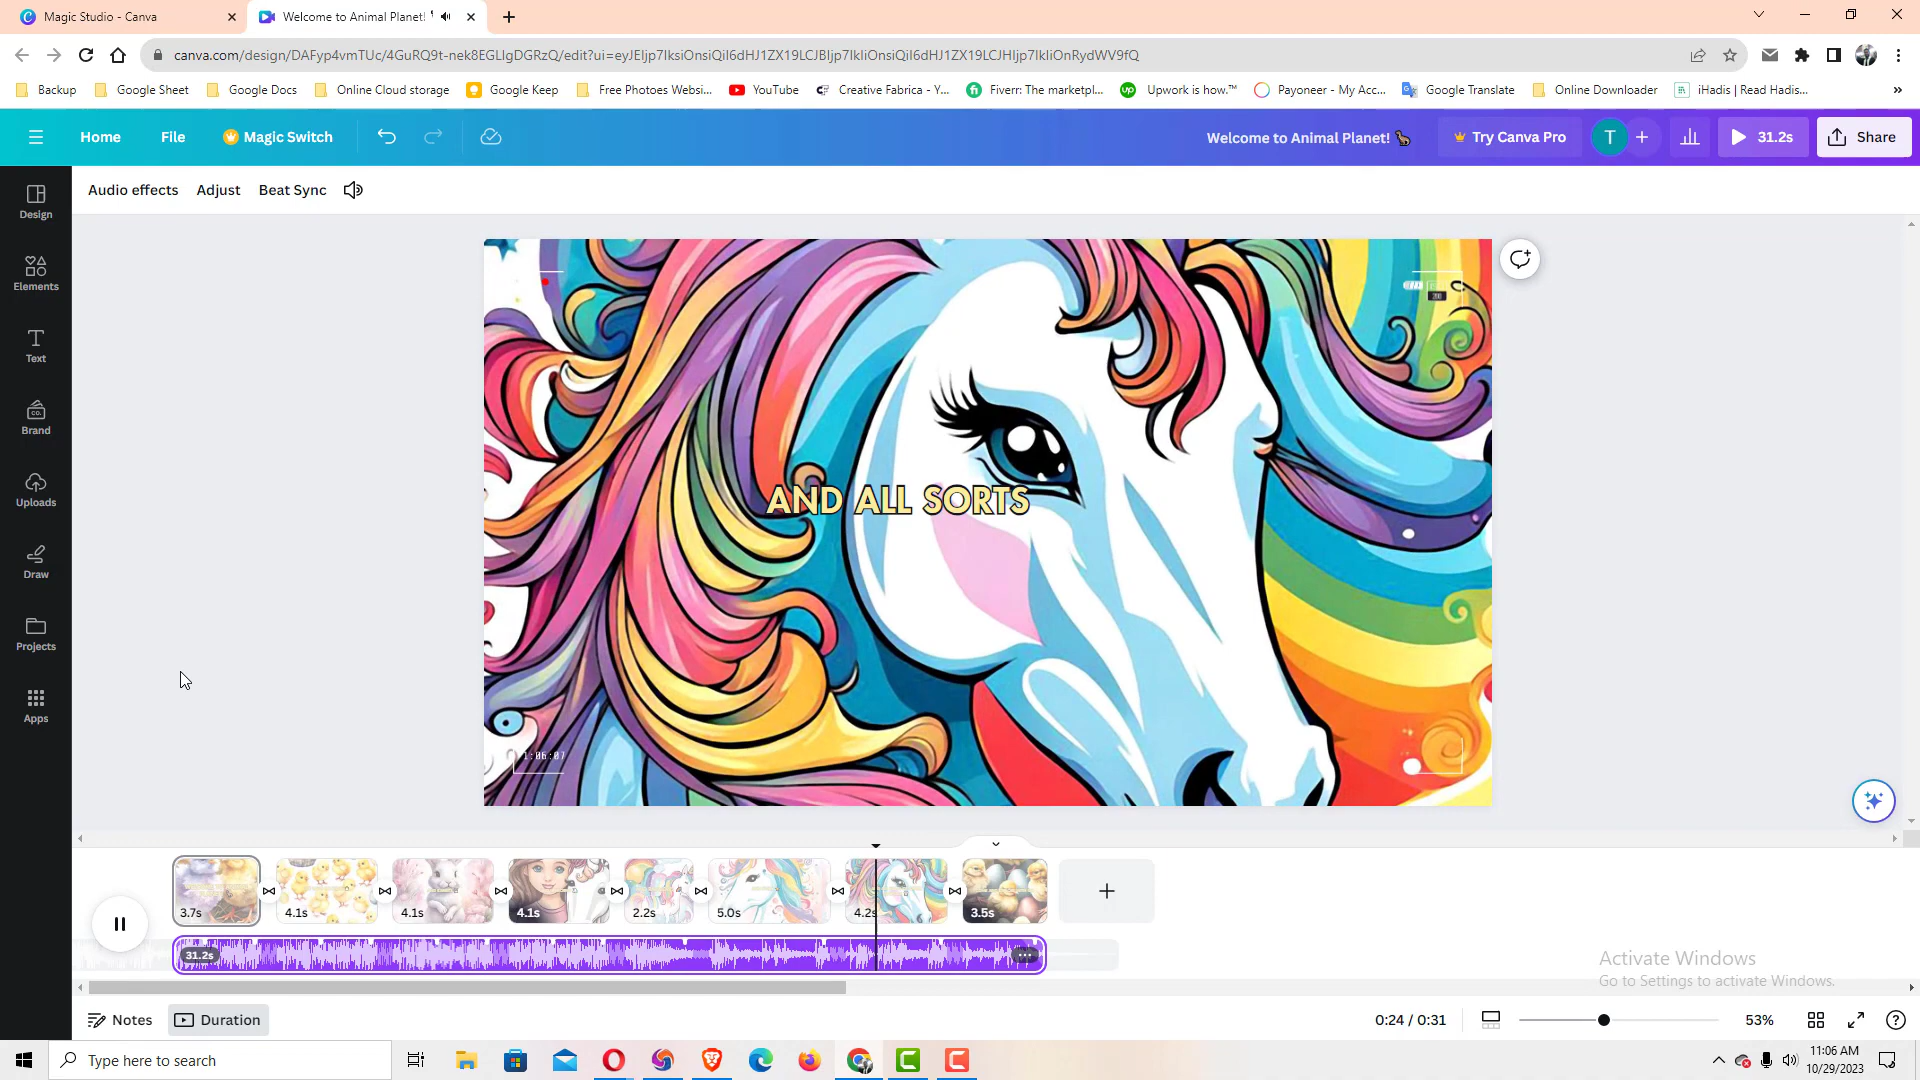 Magic Studio - Canva
Welcome to Animal Planet!
canva.com/design/DAFyp4vmTUc/4GuRQ9t-nek8EGLIgDGRzQ/edit?ui=eyJEIjp7IksiOnsiQiI6dHJ1ZX19LCJBIjp7IkIiOnsiQiI6dHJ1ZX19LCJHIjp7IkIiOnRydWV9fQ
Backup
Google Sheet
Google Docs
Online Cloud storage
Google Keep
Free Photoes Websi...
YouTube
Creative Fabrica - Y...
Fiverr: The marketpl...
Upwork is how.™
Payoneer - My Acc...
Google Translate
Online Downloader
iHadis | Read Hadis...
Home
File
Magic Switch
Welcome to Animal Planet!
Try Canva Pro
T
31.2s
Share
Audio effects
Adjust
Beat Sync
Design
Elements
Text
Brand
Uploads
Draw
Projects
Apps
AND ALL SORTS
1:06:07
3.7s
4.1s
4.1s
4.1s
2.2s
5.0s
4.2s
3.5s
31.2s
Activate Windows
Go to Settings to activate Windows.
Notes
Duration
0:24 / 0:31
53%
Type here to search
11:06 AM
10/29/2023